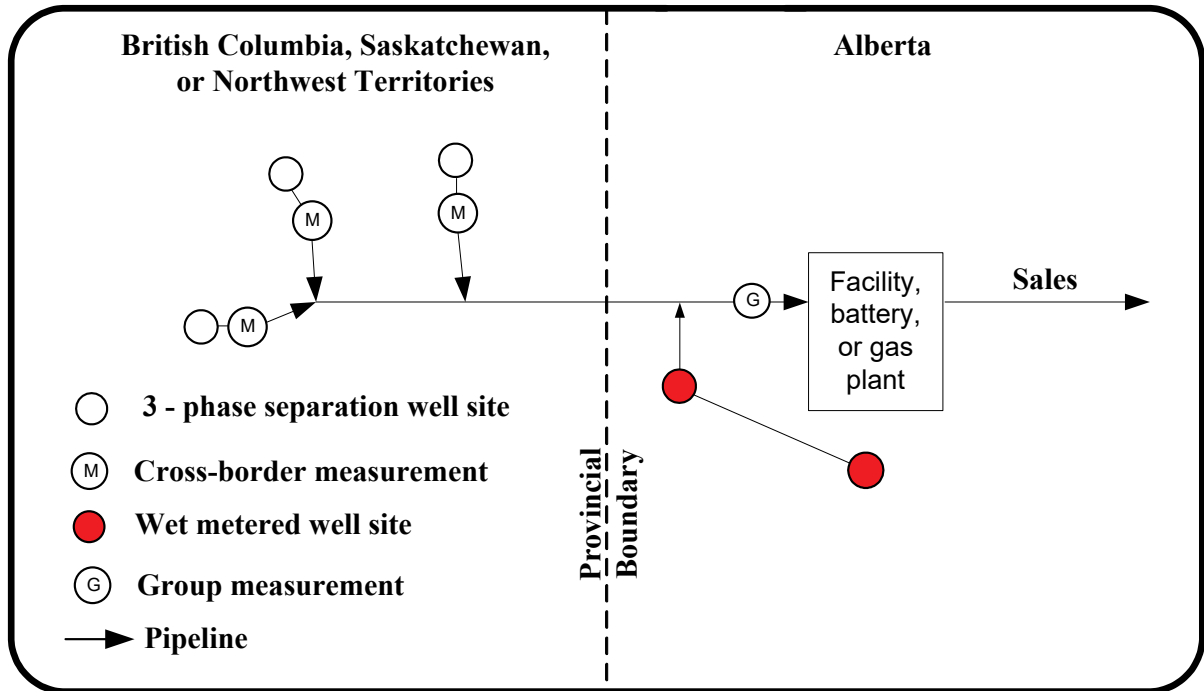 British Columbia, Saskatchewan,
or Northwest Territories
Alberta
M
M
M
G
Facility,
battery,
or gas
plant
Sales
3 - phase separation well site
M Cross-border measurement
Wet metered well site
G Group measurement
Pipeline
Provincial
Boundary